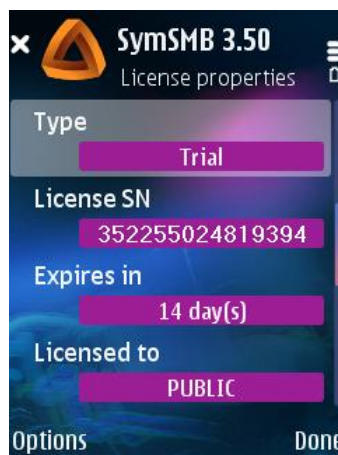 SymSMB 3.50
License properties
Type
Trial
License SN
352255024819394
Expires in
14 day(s)
Licensed to
PUBLIC
Options Done